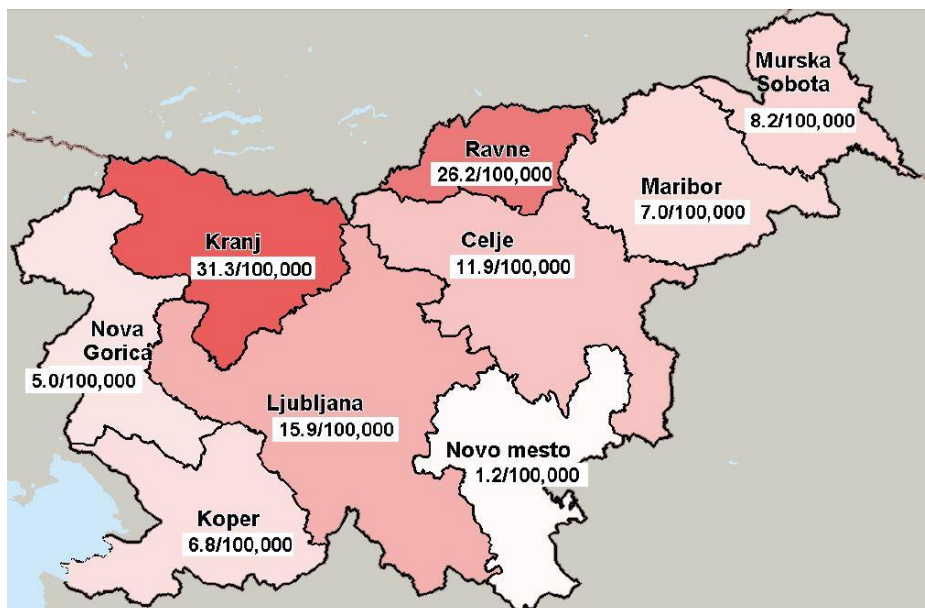 Murska
Sobota
8.2/100,000
Ravne
26.2/100,000
Maribor
7.0/100,000
Kranj
31.3/100,000
Celje
11.9/100,000
Nova
Gorica
5.0/100,000
Ljubljana
15.9/100,000
Novo mesto
1.2/100,000
Koper
6.8/100,000